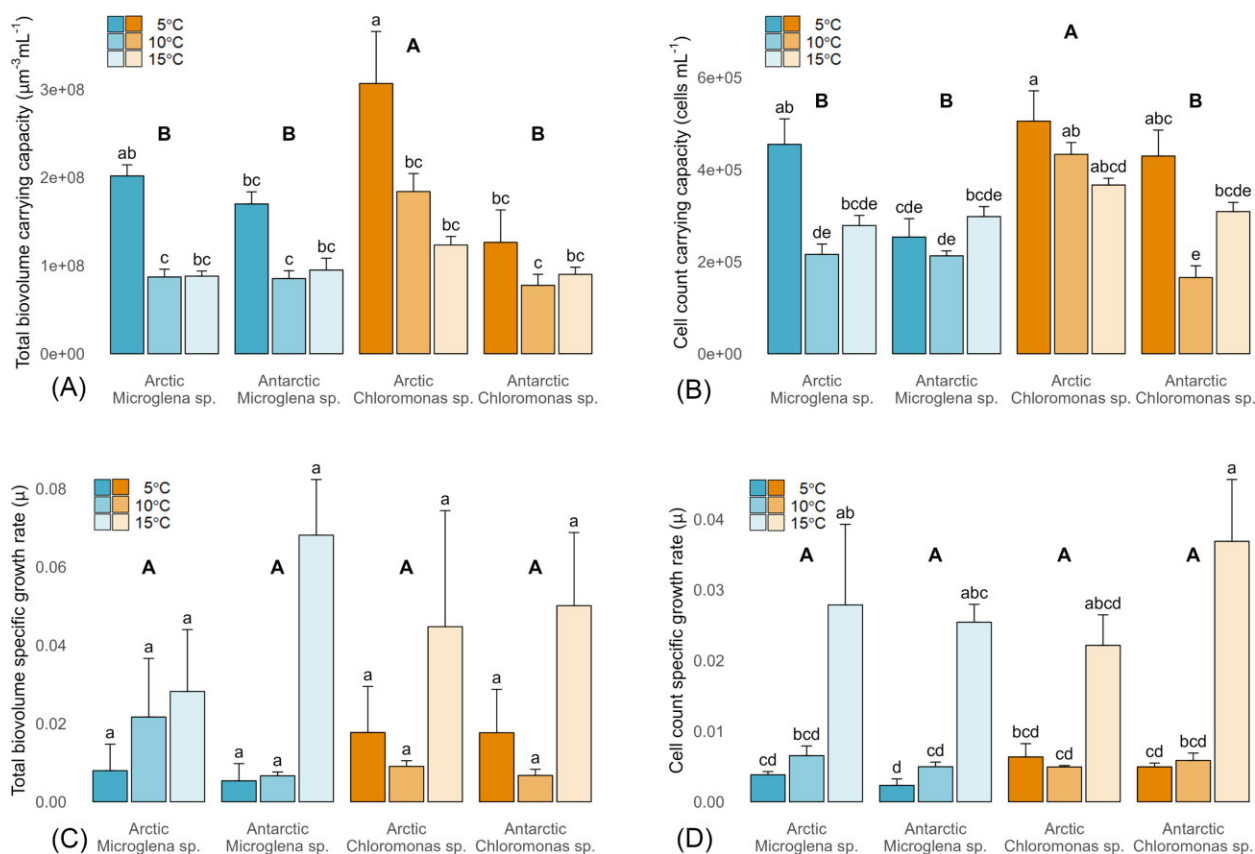 Total biovolume carrying capacity (µm⁻³mL⁻¹)
3e+08
2e+08
1e+08
0e+00
5°C
10°C
15°C
A
B
B
B
a
ab
bc
bc
bc
bc
c
bc
c
bc
c
bc
(A)
Arctic
Microglena sp.
Antarctic
Microglena sp.
Arctic
Chloromonas sp.
Antarctic
Chloromonas sp.
Cell count carrying capacity (cells mL⁻¹)
6e+05
4e+05
2e+05
0e+00
5°C
10°C
15°C
A
B
B
B
ab
de
bcde
cde
de
bcde
a
ab
abcd
abc
e
bcde
(B)
Arctic
Microglena sp.
Antarctic
Microglena sp.
Arctic
Chloromonas sp.
Antarctic
Chloromonas sp.
Total biovolume specific growth rate (µ)
0.08
0.06
0.04
0.02
0.00
5°C
10°C
15°C
A
A
A
A
a
a
a
a
a
a
a
a
a
a
a
a
(C)
Arctic
Microglena sp.
Antarctic
Microglena sp.
Arctic
Chloromonas sp.
Antarctic
Chloromonas sp.
Cell count specific growth rate (µ)
0.04
0.03
0.02
0.01
0.00
5°C
10°C
15°C
A
A
A
A
cd
bcd
ab
d
cd
abc
bcd
cd
abcd
cd
bcd
a
(D)
Arctic
Microglena sp.
Antarctic
Microglena sp.
Arctic
Chloromonas sp.
Antarctic
Chloromonas sp.